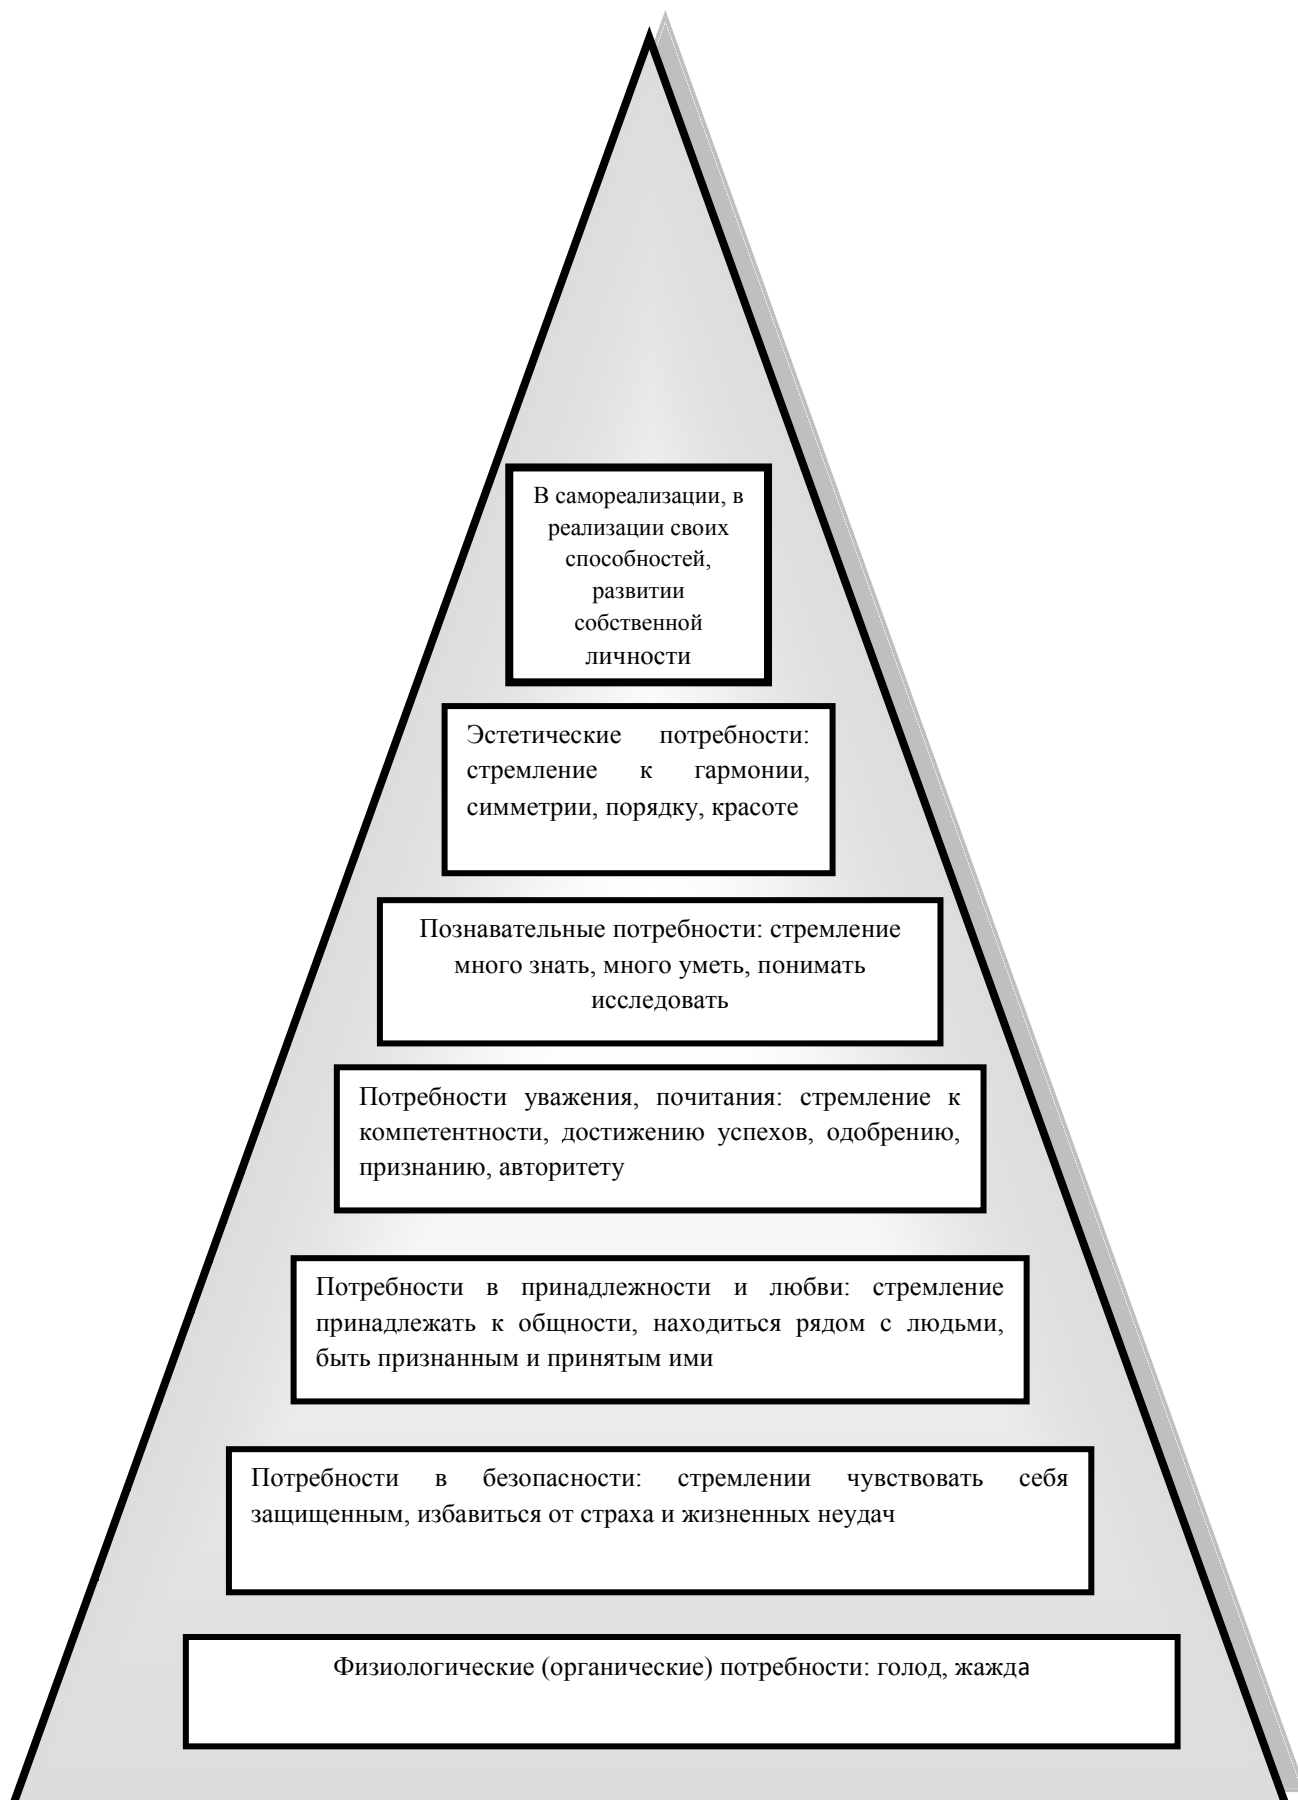 В самореализации, в
реализации своих
способностей,
развитии
собственной
личности
Эстетические потребности:
стремление к гармонии,
симметрии, порядку, красоте
Познавательные потребности: стремление
много знать, много уметь, понимать
исследовать
Потребности уважения, почитания: стремление к
компетентности, достижению успехов, одобрению,
признанию, авторитету
Потребности в принадлежности и любви: стремление
принадлежать к общности, находиться рядом с людьми,
быть признанным и принятым ими
Потребности в безопасности: стремлении чувствовать себя
защищенным, избавиться от страха и жизненных неудач
Физиологические (органические) потребности: голод, жажда